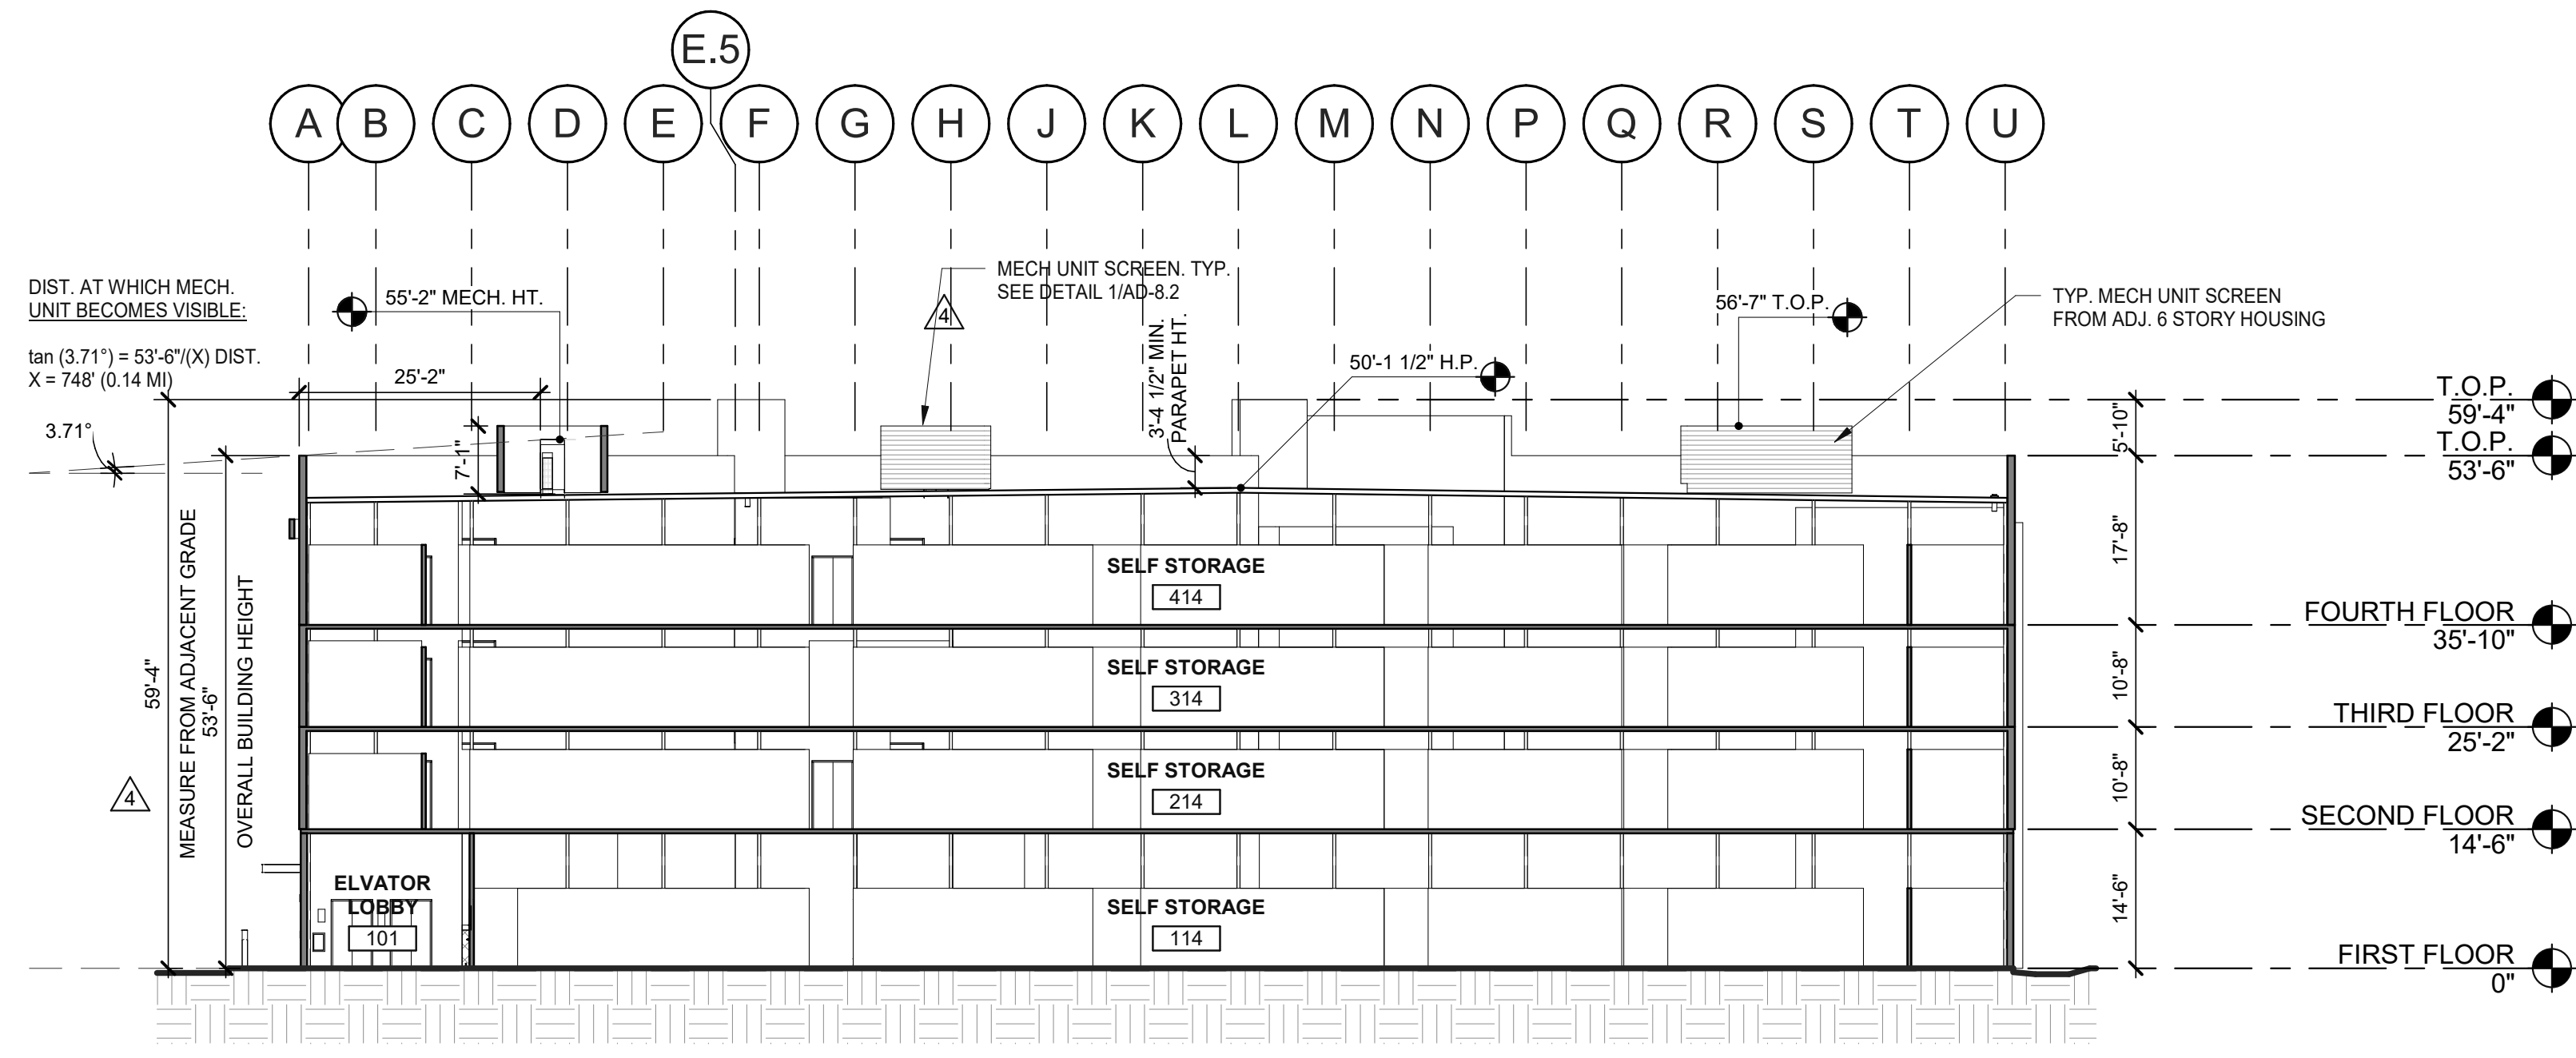 E.5
A B C D E F G H J K L M N P Q R S T U
DIST. AT WHICH MECH.
UNIT BECOMES VISIBLE:
tan (3.71°) = 53'-6"/(X) DIST.
X = 748' (0.14 MI)
3.71°
55'-2" MECH. HT.
25'-2"
7'-1"
MECH UNIT SCREEN. TYP.
SEE DETAIL 1/AD-8.2
4
3'-4 1/2" MIN.
PARAPET HT.
50'-1 1/2" H.P.
56'-7" T.O.P.
TYP. MECH UNIT SCREEN
FROM ADJ. 6 STORY HOUSING
59'-4"
MEASURE FROM ADJACENT GRADE
53'-6"
OVERALL BUILDING HEIGHT
4
SELF STORAGE
414
SELF STORAGE
314
SELF STORAGE
214
ELVATOR
LOBBY
101
SELF STORAGE
114
5'-10"
17'-8"
10'-8"
10'-8"
14'-6"
T.O.P.
59'-4"
T.O.P.
53'-6"
FOURTH FLOOR
35'-10"
THIRD FLOOR
25'-2"
SECOND FLOOR
14'-6"
FIRST FLOOR
0"